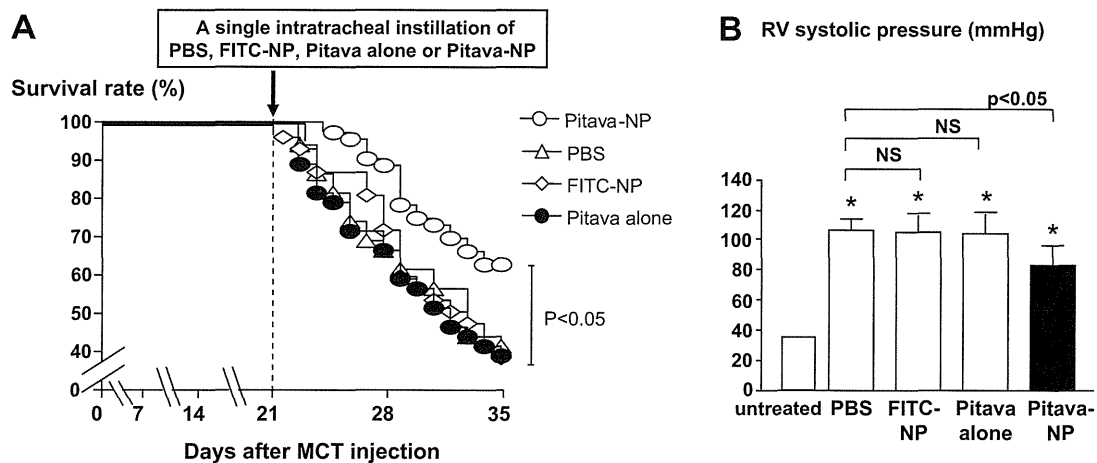 A
A single intratracheal instillation of
PBS, FITC-NP, Pitava alone or Pitava-NP
Survival rate (%)
100
90
80
70
60
50
40
0
0 7 14 21 28 35
Days after MCT injection
Pitava-NP
PBS
FITC-NP
Pitava alone
P<0.05
B RV systolic pressure (mmHg)
p<0.05
NS
NS
140
120
100
80
60
40
20
0
* * * *
untreated PBS FITC- Pitava Pitava-
NP alone NP